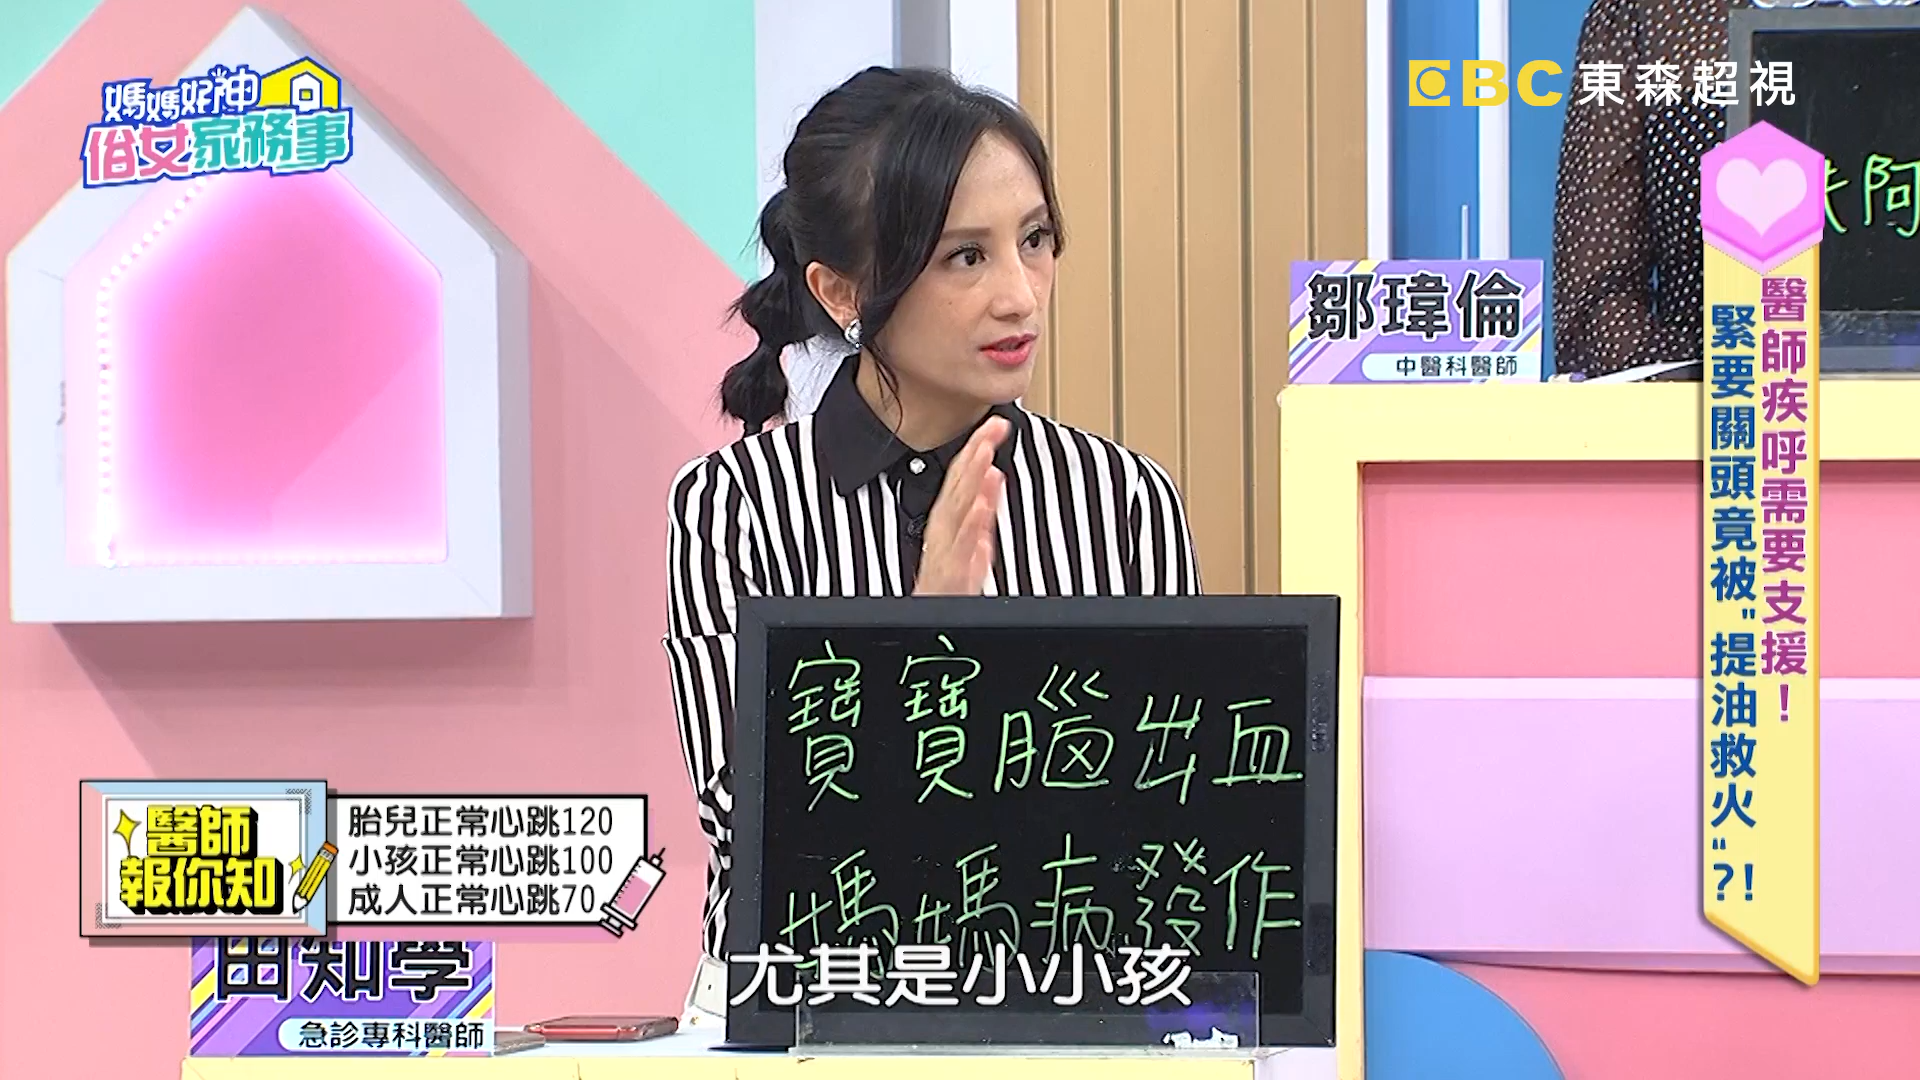 媽媽好神
俗女家務事
EBC 東森超視
阿
鄒瑋倫
中醫科醫師
醫師疾呼需要支援！
緊要關頭竟被"提油救火"?!
寶寶腦出血
媽媽病發作
醫師
報你知
胎兒正常心跳120
小孩正常心跳100
成人正常心跳70
田知學
急診專科醫師
尤其是小小孩